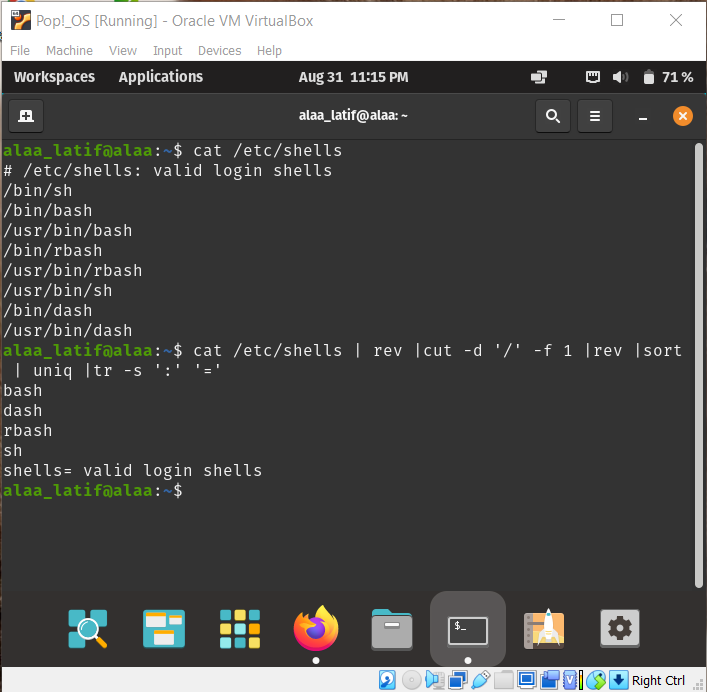 Pop!_OS [Running] - Oracle VM VirtualBox
File Machine View Input Devices Help
Workspaces Applications Aug 31 11:15 PM 71 %
alaa_latif@alaa: ~
alaa_latif@alaa:~$ cat /etc/shells
# /etc/shells: valid login shells
/bin/sh
/bin/bash
/usr/bin/bash
/bin/rbash
/usr/bin/rbash
/usr/bin/sh
/bin/dash
/usr/bin/dash
alaa_latif@alaa:~$ cat /etc/shells | rev |cut -d '/' -f 1 |rev |sort
 | uniq |tr -s ':' '='
bash
dash
rbash
sh
shells= valid login shells
alaa_latif@alaa:~$
$_
Right Ctrl